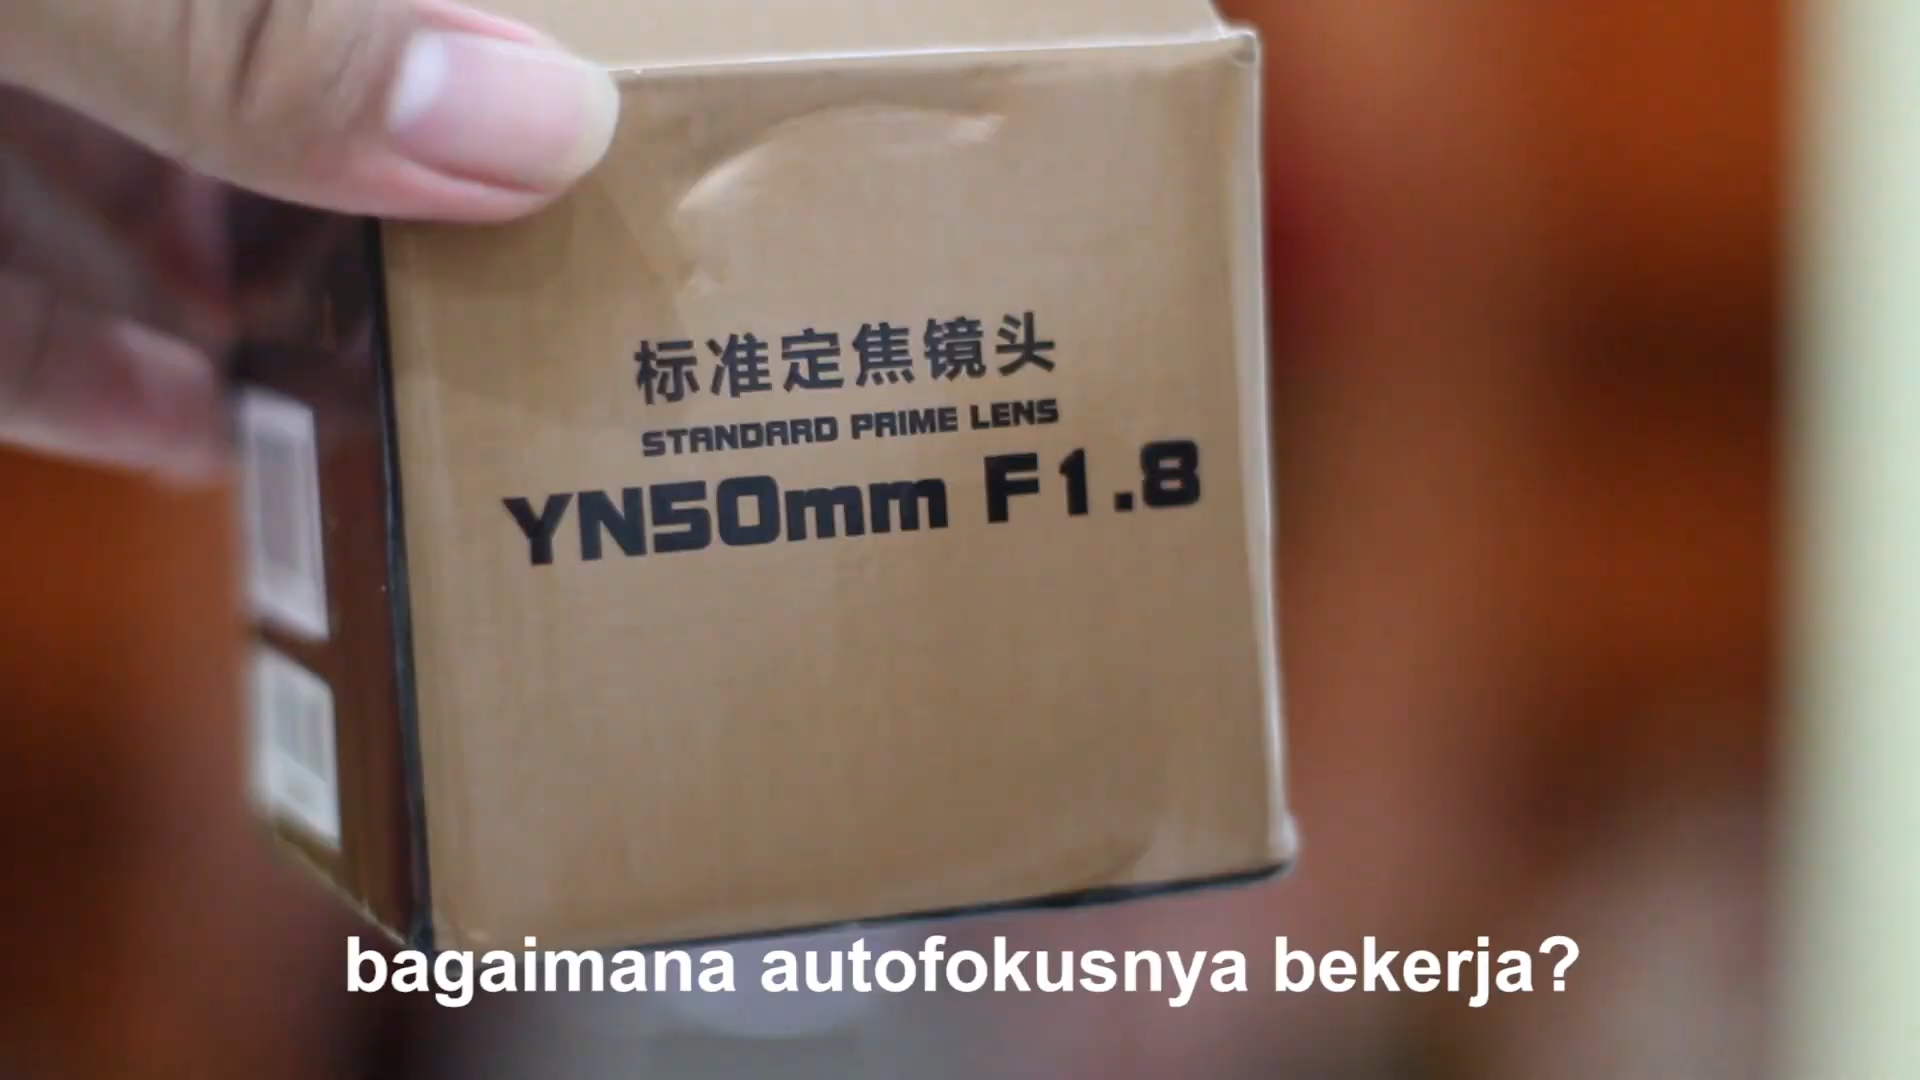 标准定焦镜头
STANDARD PRIME LENS
YN50mm F1.8
bagaimana autofokusnya bekerja?